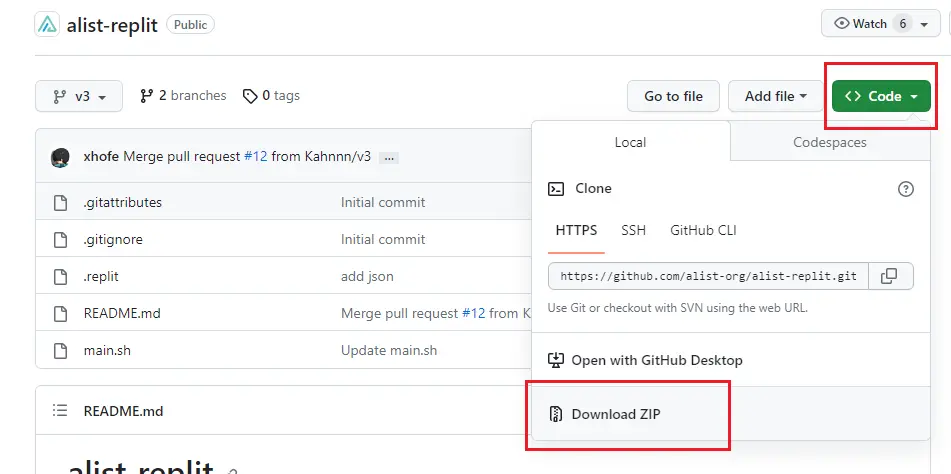 alist-replit Public Watch 6
v3 2 branches 0 tags Go to file Add file <> Code
Local Codespaces
xhofe Merge pull request #12 from Kahnnn/v3 ...
Clone
.gitattributes Initial commit
HTTPS SSH GitHub CLI
.gitignore Initial commit
https://github.com/alist-org/alist-replit.git
.replit add json
Use Git or checkout with SVN using the web URL.
README.md Merge pull request #12 from K
main.sh Update main.sh
Open with GitHub Desktop
README.md
Download ZIP
alist-replit